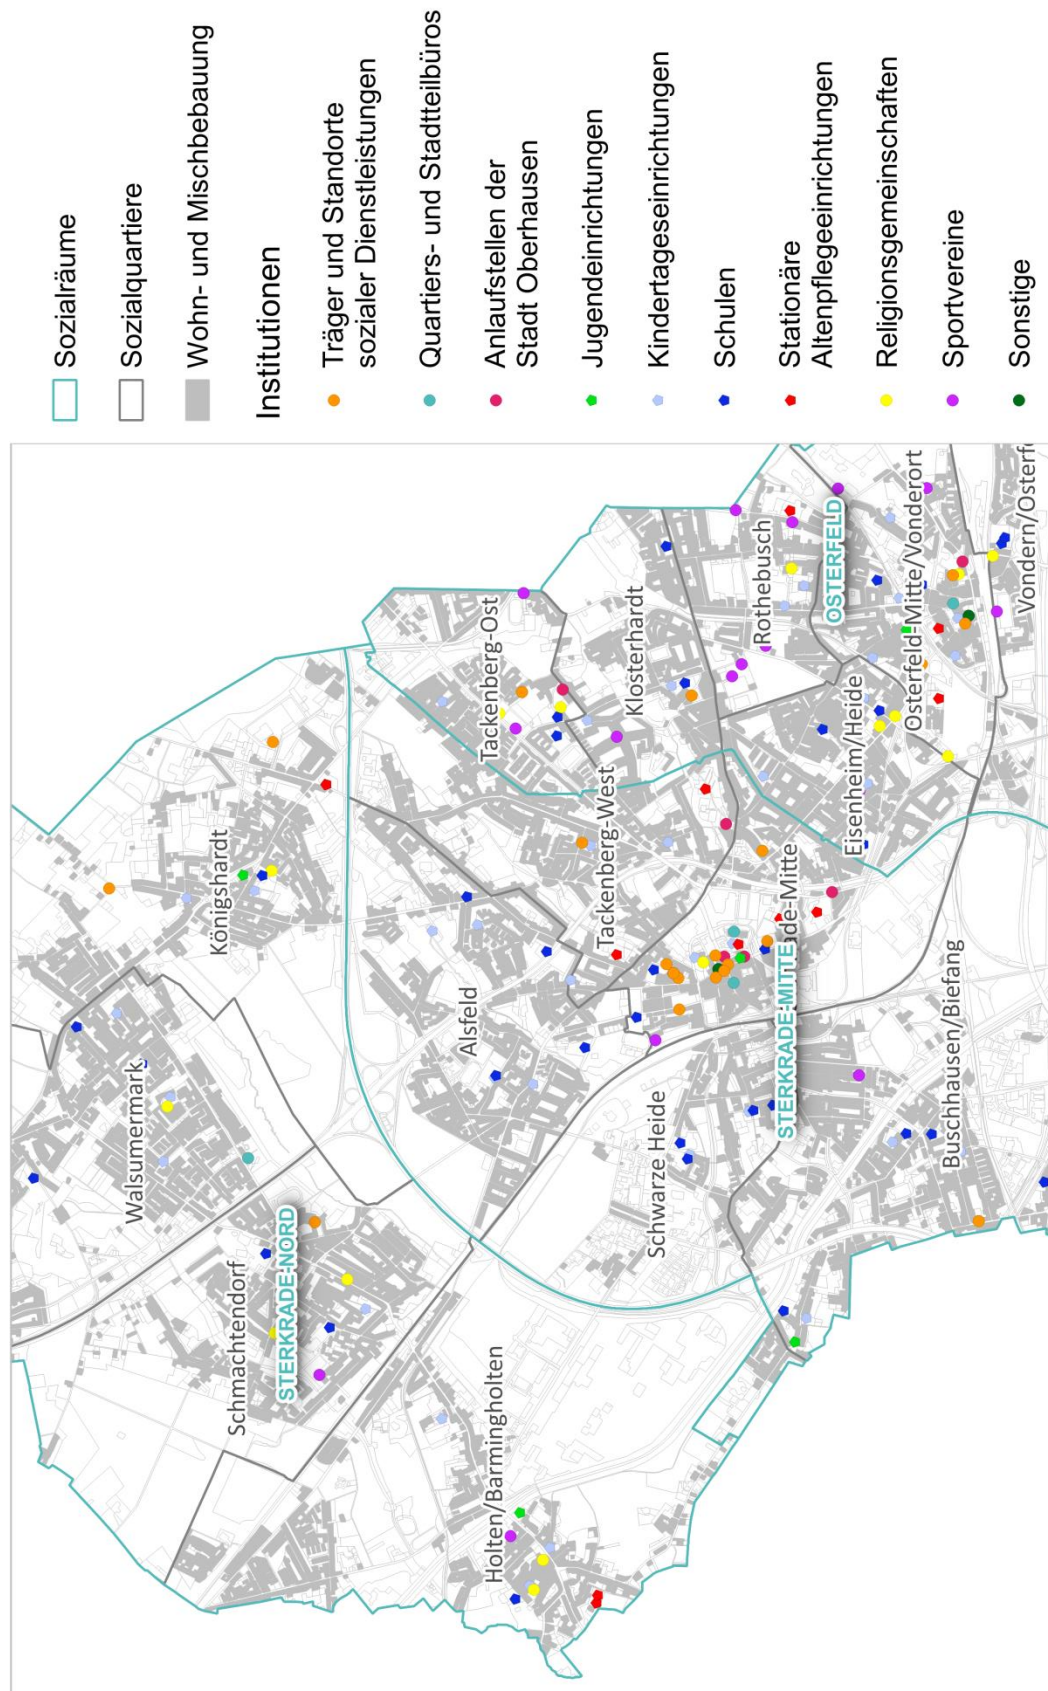 Sozialräume
Sozialquartiere
Wohn- und Mischbebauung
Institutionen
Träger und Standorte
sozialer Dienstleistungen
Quartiers- und Stadtteilbüros
Anlaufstellen der
Stadt Oberhausen
Jugendeinrichtungen
Kindertageseinrichtungen
Schulen
Stationäre
Altenpflegeeinrichtungen
Religionsgemeinschaften
Sportvereine
Sonstige
Walsumermark
Königshardt
Schmachtendorf
STERKRADE-NORD
Holten/Barmingholten
Alsfeld
Tackenberg-Ost
Tackenberg-West
Klosterhardt
Schwarze Heide
Rothebusch
STERKRADE-MITTE
ade-Mitte
OSTERFELD
Eisenheim/Heide
Osterfeld-Mitte/Vonderort
Buschhausen/Biefang
Vondern/Osterfe